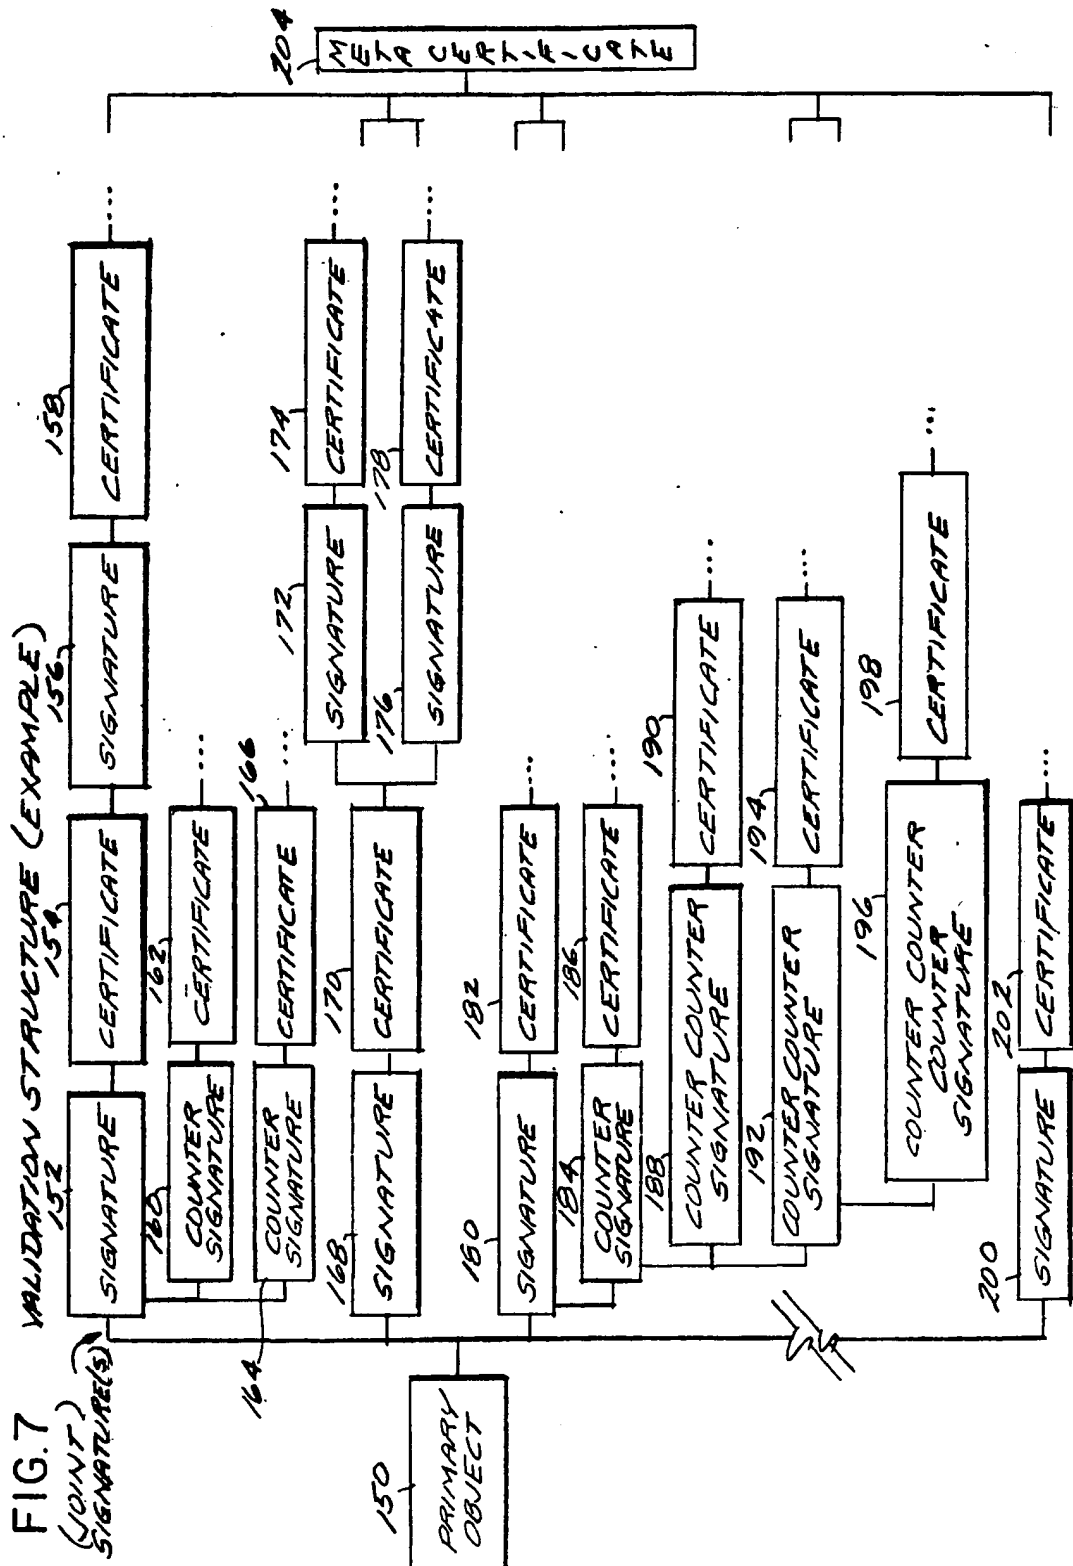 FIG.7
VALIDATION STRUCTURE (EXAMPLE)
(JOINT)
SIGNATURE(S)
150
PRIMARY
OBJECT
152
SIGNATURE
154
CERTIFICATE
156
SIGNATURE
158
CERTIFICATE
....
160
COUNTER
SIGNATURE
162
CERTIFICATE
....
164
COUNTER
SIGNATURE
166
CERTIFICATE
....
168
SIGNATURE
170
CERTIFICATE
172
SIGNATURE
174
CERTIFICATE
....
176
SIGNATURE
178
CERTIFICATE
....
180
SIGNATURE
182
CERTIFICATE
...
184
COUNTER
SIGNATURE
186
CERTIFICATE
....
188
COUNTER COUNTER
SIGNATURE
190
CERTIFICATE
....
192
COUNTER COUNTER
SIGNATURE
194
CERTIFICATE
....
196
COUNTER COUNTER
COUNTER
SIGNATURE
198
CERTIFICATE
...
200
SIGNATURE
202
CERTIFICATE
....
204
META CERTIFICATE